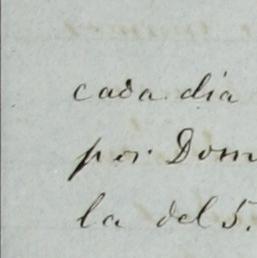 cada dia
por Dom
la del 5.